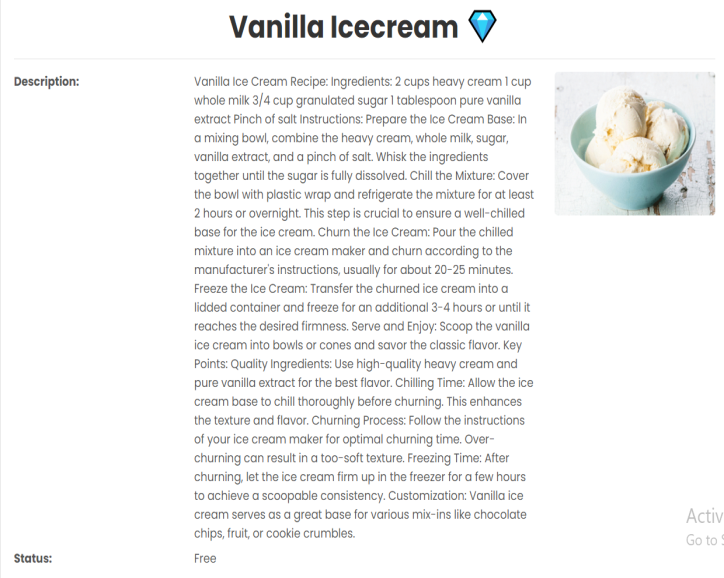 Vanilla Icecream 💎
Description:
Vanilla Ice Cream Recipe: Ingredients: 2 cups heavy cream 1 cup
whole milk 3/4 cup granulated sugar 1 tablespoon pure vanilla
extract Pinch of salt Instructions: Prepare the Ice Cream Base: In
a mixing bowl, combine the heavy cream, whole milk, sugar,
vanilla extract, and a pinch of salt. Whisk the ingredients
together until the sugar is fully dissolved. Chill the Mixture: Cover
the bowl with plastic wrap and refrigerate the mixture for at least
2 hours or overnight. This step is crucial to ensure a well-chilled
base for the ice cream. Churn the Ice Cream: Pour the chilled
mixture into an ice cream maker and churn according to the
manufacturer's instructions, usually for about 20-25 minutes.
Freeze the Ice Cream: Transfer the churned ice cream into a
lidded container and freeze for an additional 3-4 hours or until it
reaches the desired firmness. Serve and Enjoy: Scoop the vanilla
ice cream into bowls or cones and savor the classic flavor. Key
Points: Quality Ingredients: Use high-quality heavy cream and
pure vanilla extract for the best flavor. Chilling Time: Allow the ice
cream base to chill thoroughly before churning. This enhances
the texture and flavor. Churning Process: Follow the instructions
of your ice cream maker for optimal churning time. Over-
churning can result in a too-soft texture. Freezing Time: After
churning, let the ice cream firm up in the freezer for a few hours
to achieve a scoopable consistency. Customization: Vanilla ice
cream serves as a great base for various mix-ins like chocolate
chips, fruit, or cookie crumbles.
Status:
Free
Activ
Go to S